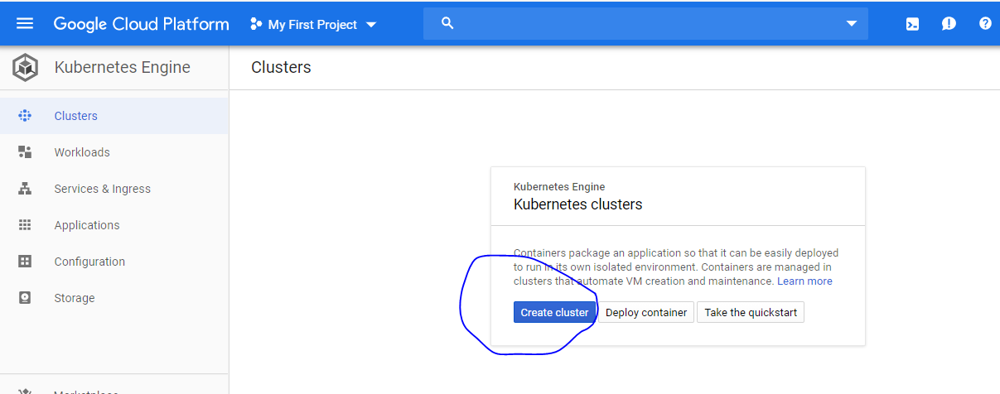 Google Cloud Platform My First Project
Kubernetes Engine
Clusters
Clusters
Workloads
Services & Ingress
Applications
Configuration
Storage
Marketplace
Kubernetes Engine
Kubernetes clusters
Containers package an application so that it can be easily deployed
to run in its own isolated environment. Containers are managed in
clusters that automate VM creation and maintenance. Learn more
Create cluster Deploy container Take the quickstart